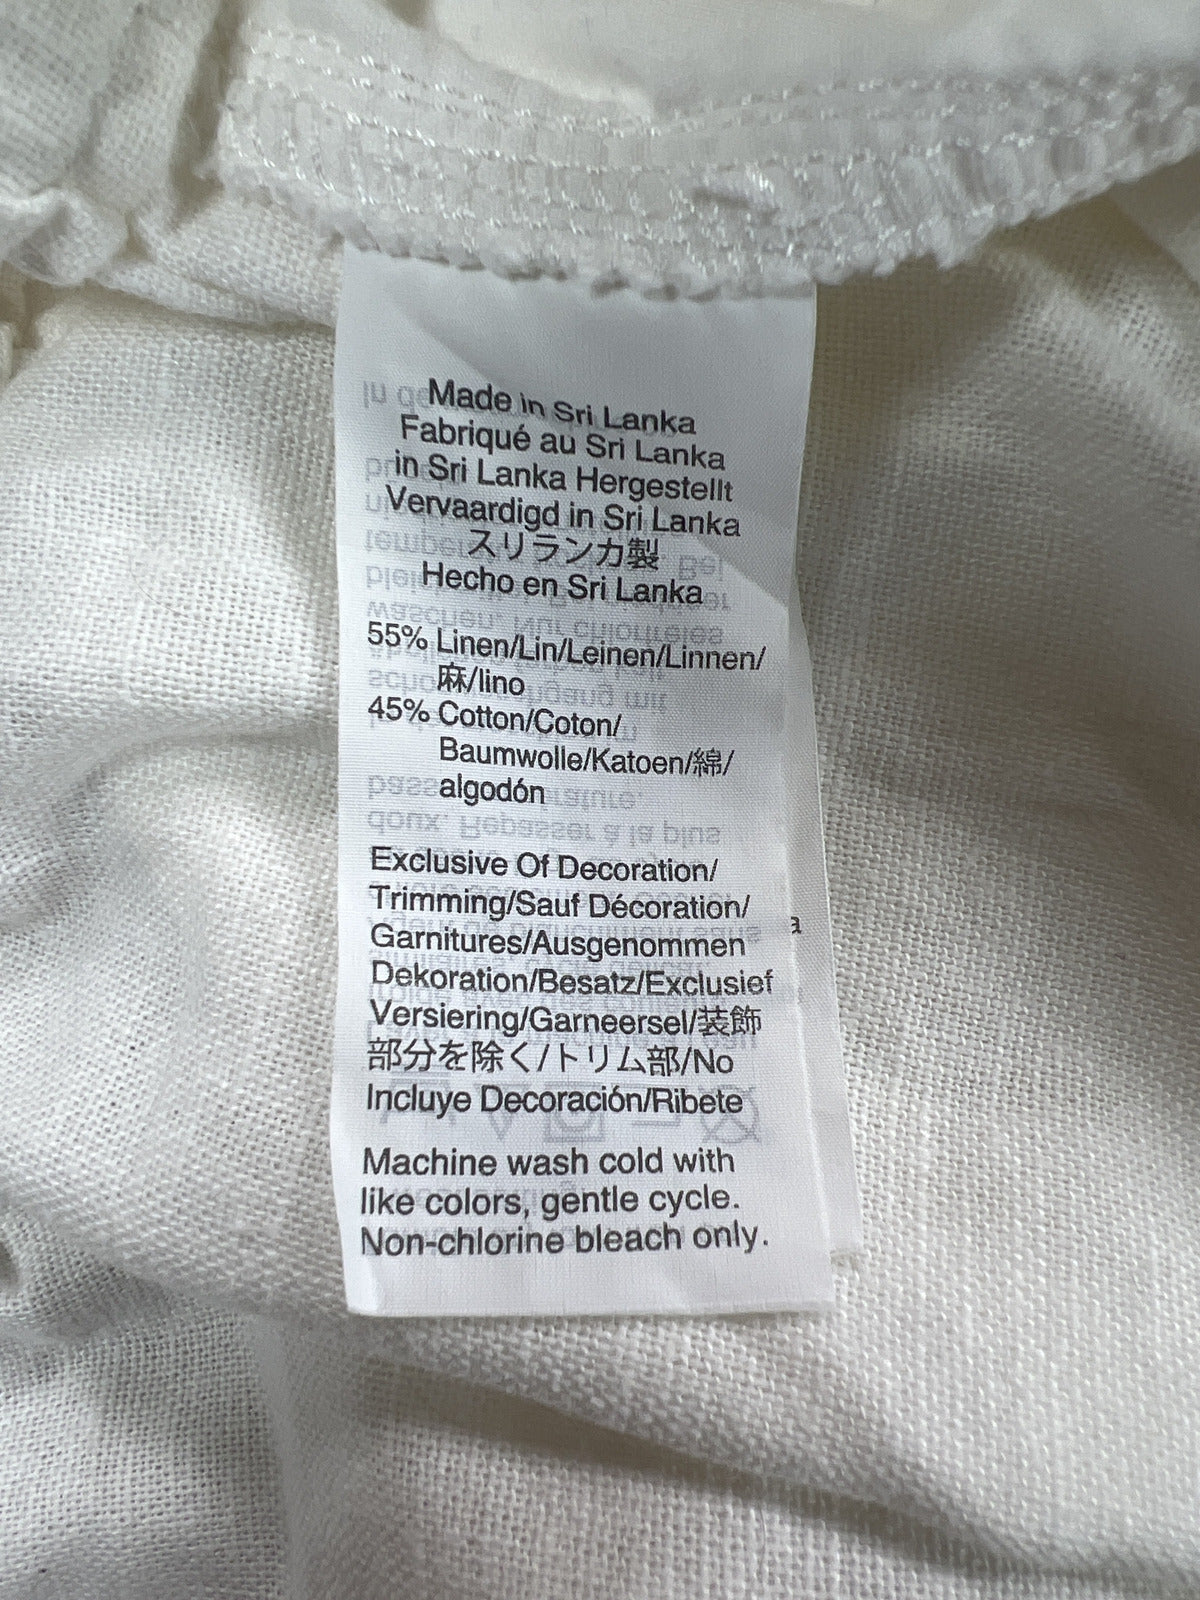 Made in Sri Lanka
Fabriqué au Sri Lanka
in Sri Lanka Hergestellt
Vervaardigd in Sri Lanka
スリランカ製
Hecho en Sri Lanka
55% Linen/Lin/Leinen/Linnen/
麻/lino
45% Cotton/Coton/
Baumwolle/Katoen/綿/
algodón
Exclusive Of Decoration/
Trimming/Sauf Décoration/
Garnitures/Ausgenommen
Dekoration/Besatz/Exclusief
Versiering/Garneersel/装飾
部分を除く/トリム部/No
Incluye Decoración/Ribete
Machine wash cold with
like colors, gentle cycle.
Non-chlorine bleach only.